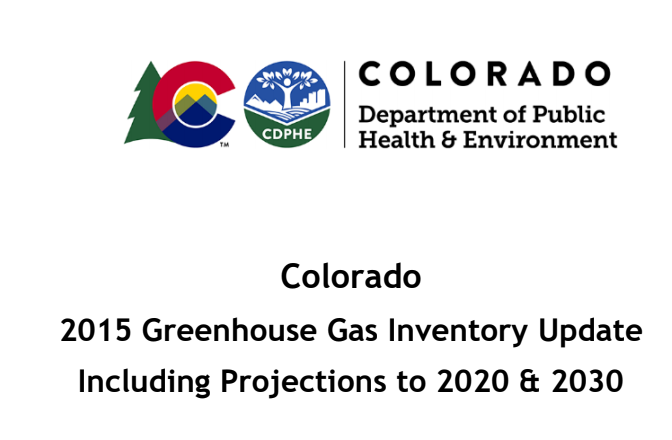 CDPHE
TM
COLORADO
Department of Public
Health & Environment
Colorado
2015 Greenhouse Gas Inventory Update
Including Projections to 2020 & 2030